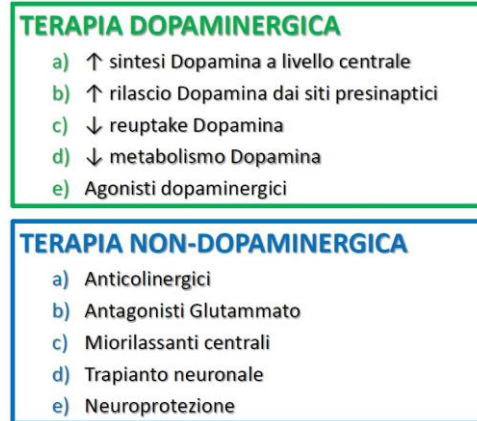 TERAPIA DOPAMINERGICA
a) ↑ sintesi Dopamina a livello centrale
b) ↑ rilascio Dopamina dai siti presinaptici
c) ↓ reuptake Dopamina
d) ↓ metabolismo Dopamina
e) Agonisti dopaminergici
TERAPIA NON-DOPAMINERGICA
a) Anticolinergici
b) Antagonisti Glutammato
c) Miorilassanti centrali
d) Trapianto neuronale
e) Neuroprotezione